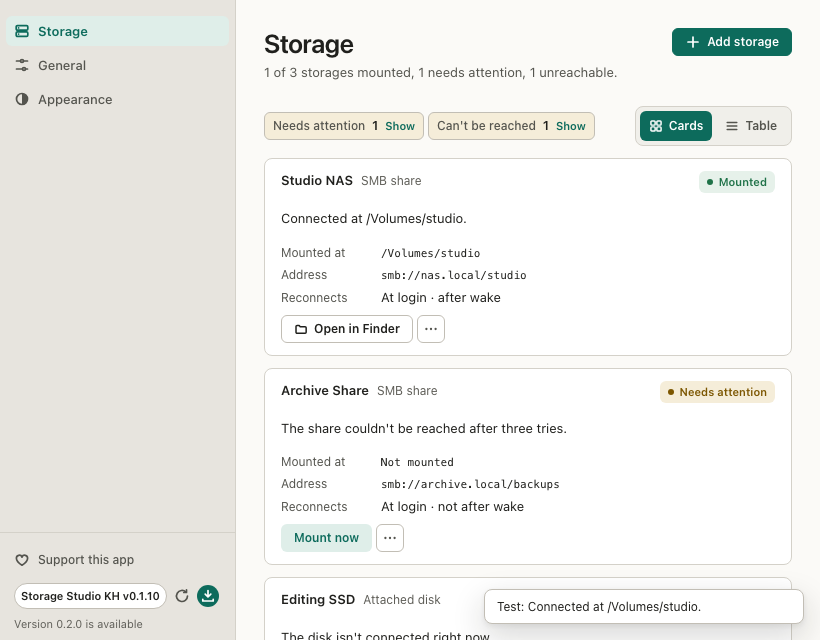 Storage
General
Appearance
Support this app
Storage Studio KH v0.1.10
Version 0.2.0 is available
Storage
Add storage
1 of 3 storages mounted, 1 needs attention, 1 unreachable.
Needs attention 1 Show
Can't be reached 1 Show
Cards
Table
Studio NAS SMB share
Mounted
Connected at /Volumes/studio.
Mounted at /Volumes/studio
Address smb://nas.local/studio
Reconnects At login · after wake
Open in Finder
Archive Share SMB share
Needs attention
The share couldn't be reached after three tries.
Mounted at Not mounted
Address smb://archive.local/backups
Reconnects At login · not after wake
Mount now
Editing SSD Attached disk
Test: Connected at /Volumes/studio.
The disk isn't connected right now